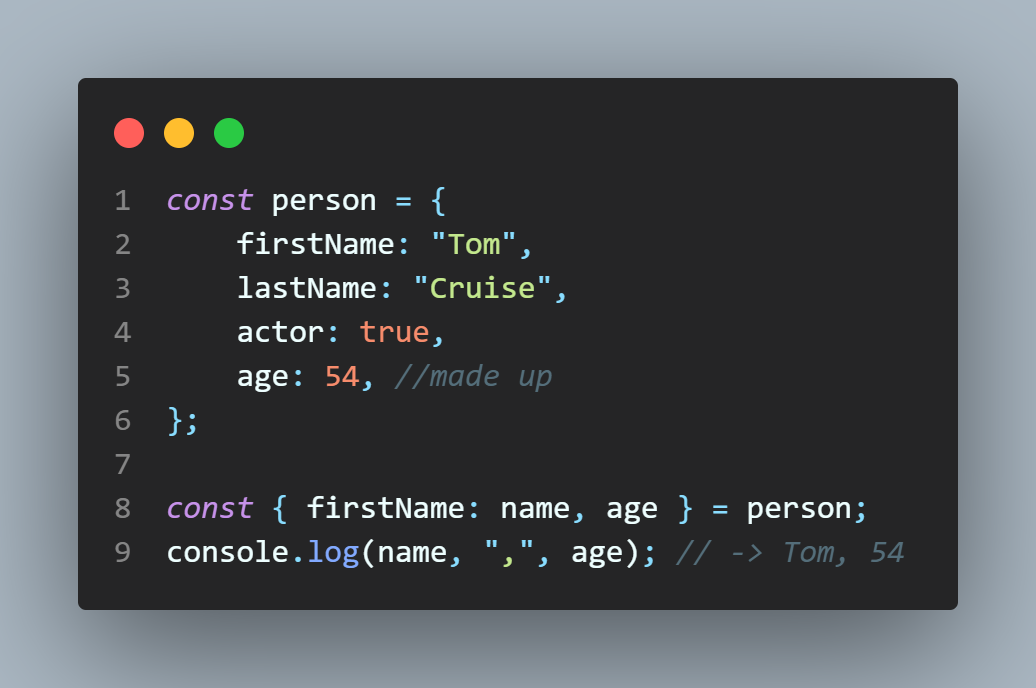 1 const person = {
2     firstName: "Tom",
3     lastName: "Cruise",
4     actor: true,
5     age: 54, //made up
6 };
7
8 const { firstName: name, age } = person;
9 console.log(name, ",", age); // -> Tom, 54